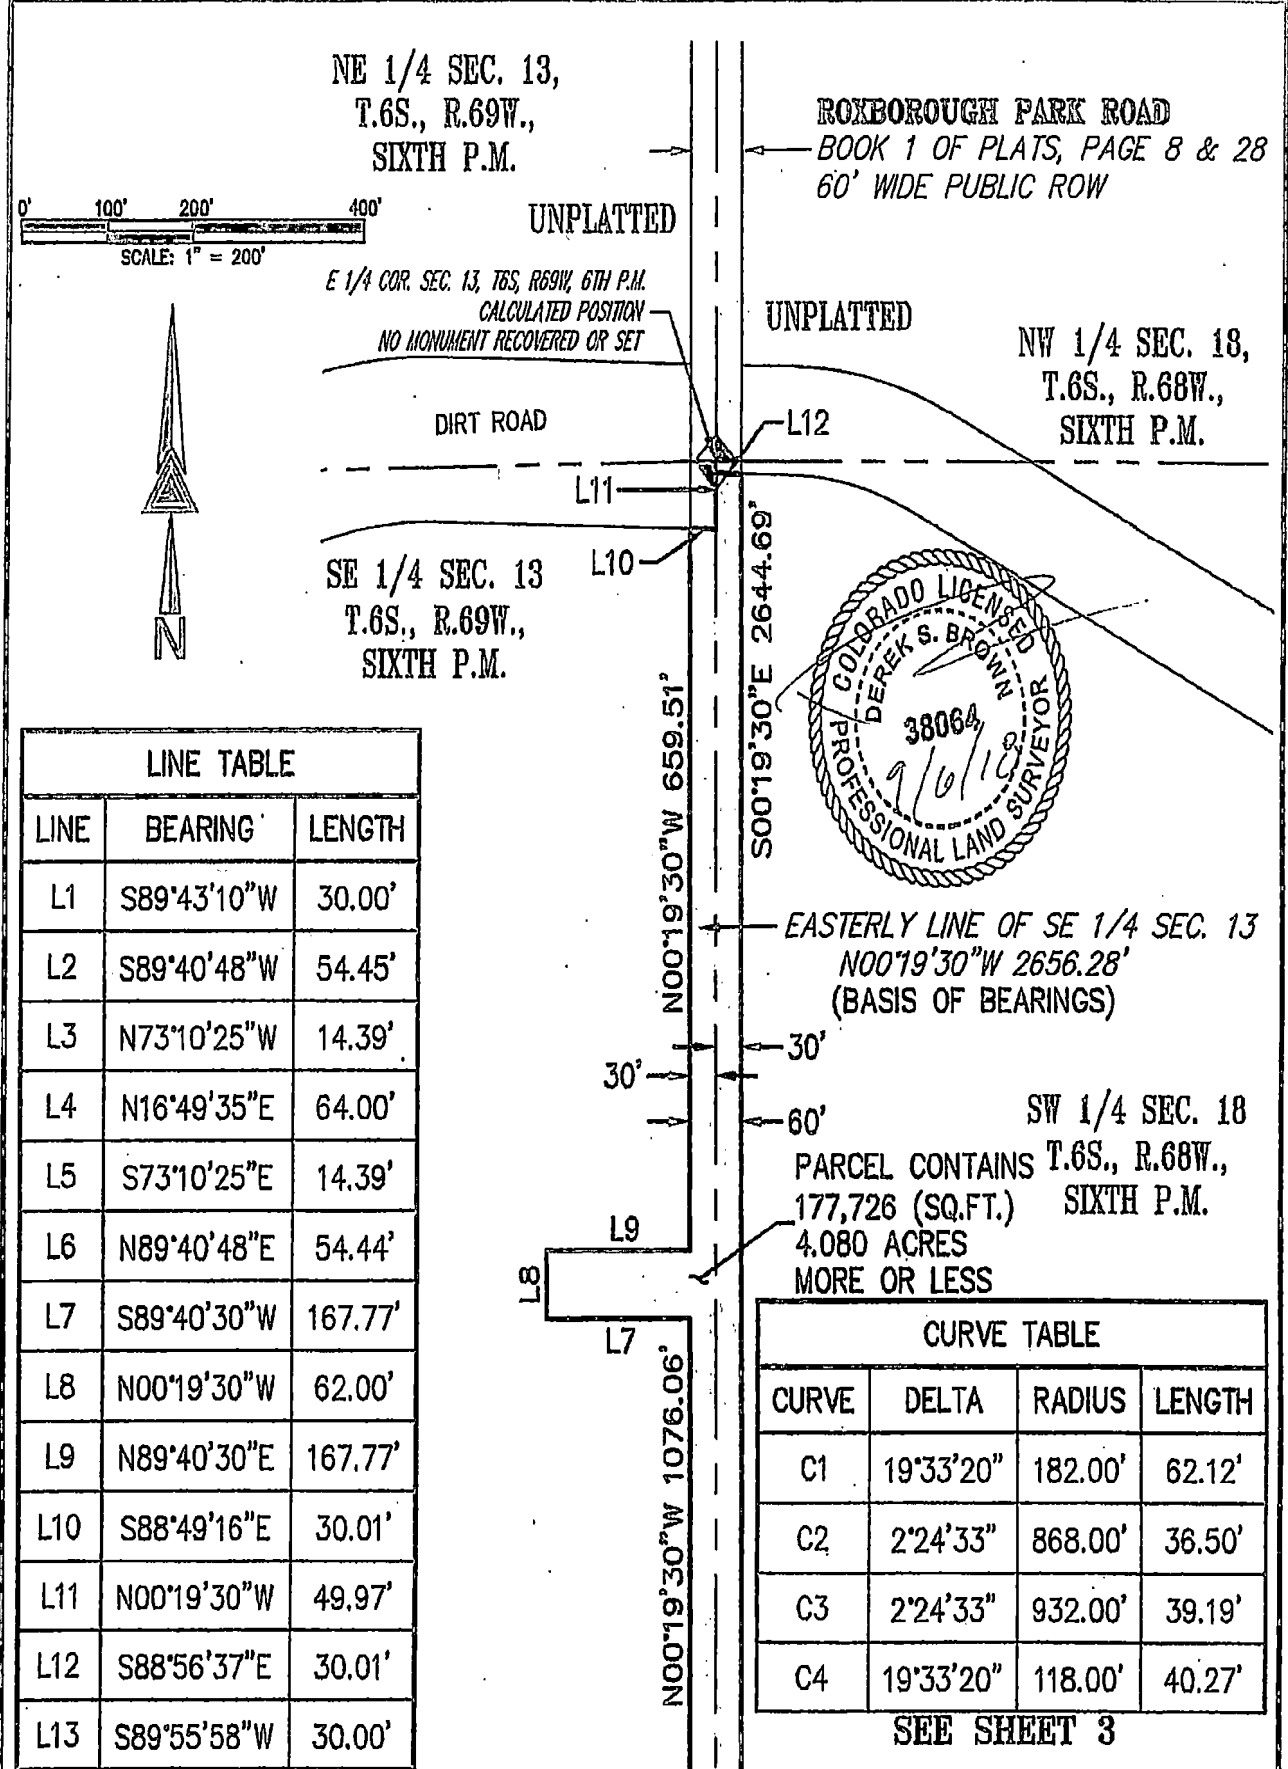 NE 1/4 SEC. 13,
T.6S., R.69W.,
SIXTH P.M.
ROXBOROUGH PARK ROAD
BOOK 1 OF PLATS, PAGE 8 & 28
60' WIDE PUBLIC ROW
0' 100' 200' 400'
SCALE: 1" = 200'
UNPLATTED
E 1/4 COR. SEC. 13, T6S, R69W, 6TH P.M.
CALCULATED POSITION
NO MONUMENT RECOVERED OR SET
UNPLATTED
NW 1/4 SEC. 18,
T.6S., R.68W.,
SIXTH P.M.
DIRT ROAD
L12
L11
L10
N
SE 1/4 SEC. 13
T.6S., R.69W.,
SIXTH P.M.
N00°19'30"W 659.51'
S00°19'30"E 2644.69'
COLORADO LICENSED
DEREK S. BROWN
38064
9/6/18
PROFESSIONAL LAND SURVEYOR
EASTERLY LINE OF SE 1/4 SEC. 13
N00°19'30"W 2656.28'
(BASIS OF BEARINGS)
30'
30'
60'
SW 1/4 SEC. 18
T.6S., R.68W.,
SIXTH P.M.
PARCEL CONTAINS
177,726 (SQ.FT.)
4.080 ACRES
MORE OR LESS
L9
L8
L7
N00°19'30"W 1076.06'
LINE TABLE
LINE BEARING LENGTH
L1 S89°43'10"W 30.00'
L2 S89°40'48"W 54.45'
L3 N73°10'25"W 14.39'
L4 N16°49'35"E 64.00'
L5 S73°10'25"E 14.39'
L6 N89°40'48"E 54.44'
L7 S89°40'30"W 167.77'
L8 N00°19'30"W 62.00'
L9 N89°40'30"E 167.77'
L10 S88°49'16"E 30.01'
L11 N00°19'30"W 49.97'
L12 S88°56'37"E 30.01'
L13 S89°55'58"W 30.00'
CURVE TABLE
CURVE DELTA RADIUS LENGTH
C1 19°33'20" 182.00' 62.12'
C2 2°24'33" 868.00' 36.50'
C3 2°24'33" 932.00' 39.19'
C4 19°33'20" 118.00' 40.27'
SEE SHEET 3